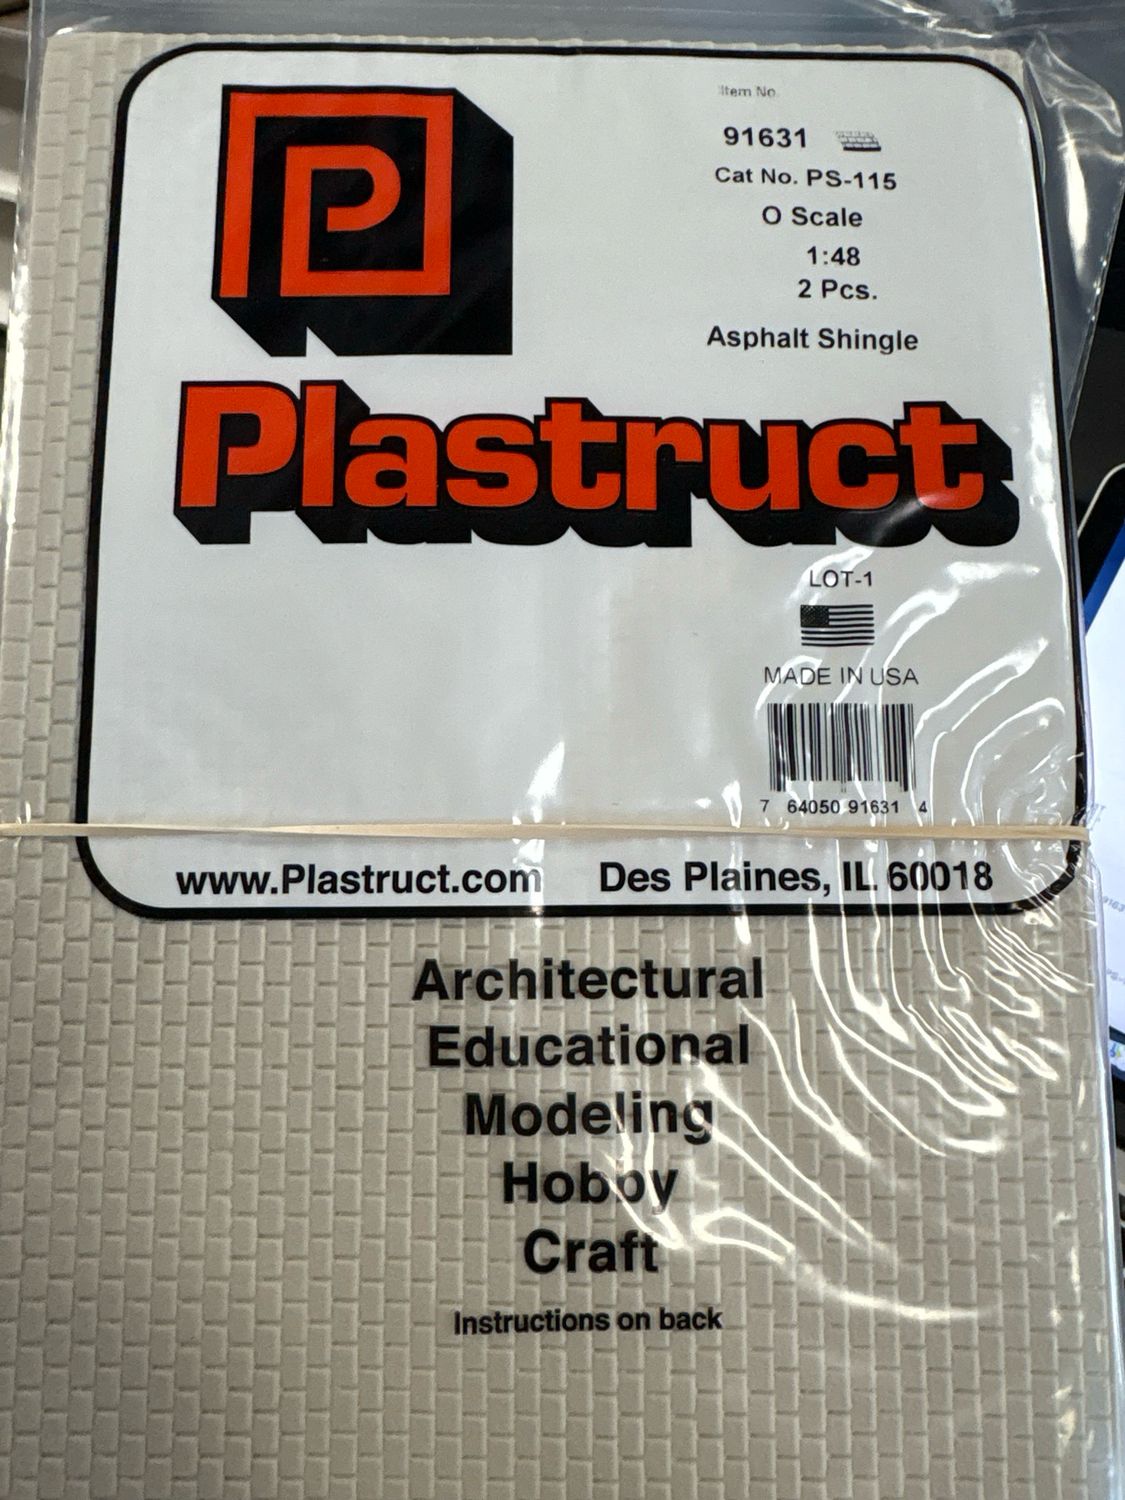 P
Item No.
91631
Cat No. PS-115
O Scale
1:48
2 Pcs.
Asphalt Shingle
Plastruct
LOT-1
MADE IN USA
7 64050 91631 4
www.Plastruct.com Des Plaines, IL 60018
Architectural
Educational
Modeling
Hobby
Craft
Instructions on back